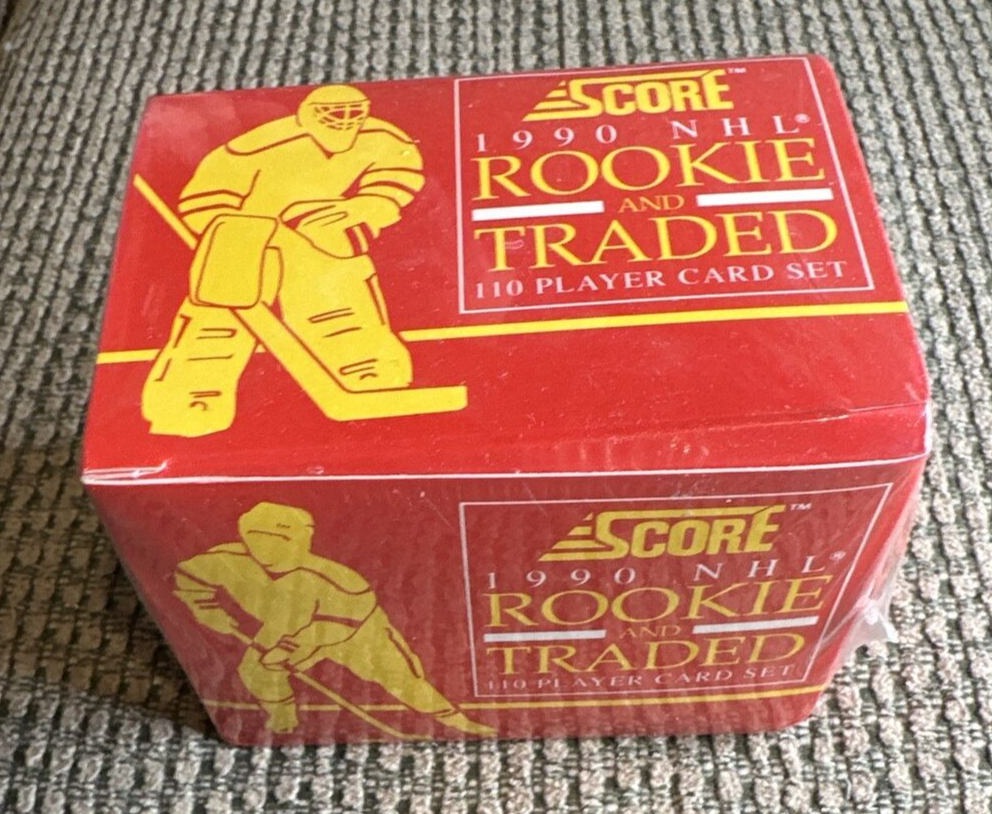 SCORE™
1990 NHL®
ROOKIE
AND
TRADED
110 PLAYER CARD SET
SCORE™
1990 NHL®
ROOKIE
AND
TRADED
110 PLAYER CARD SET